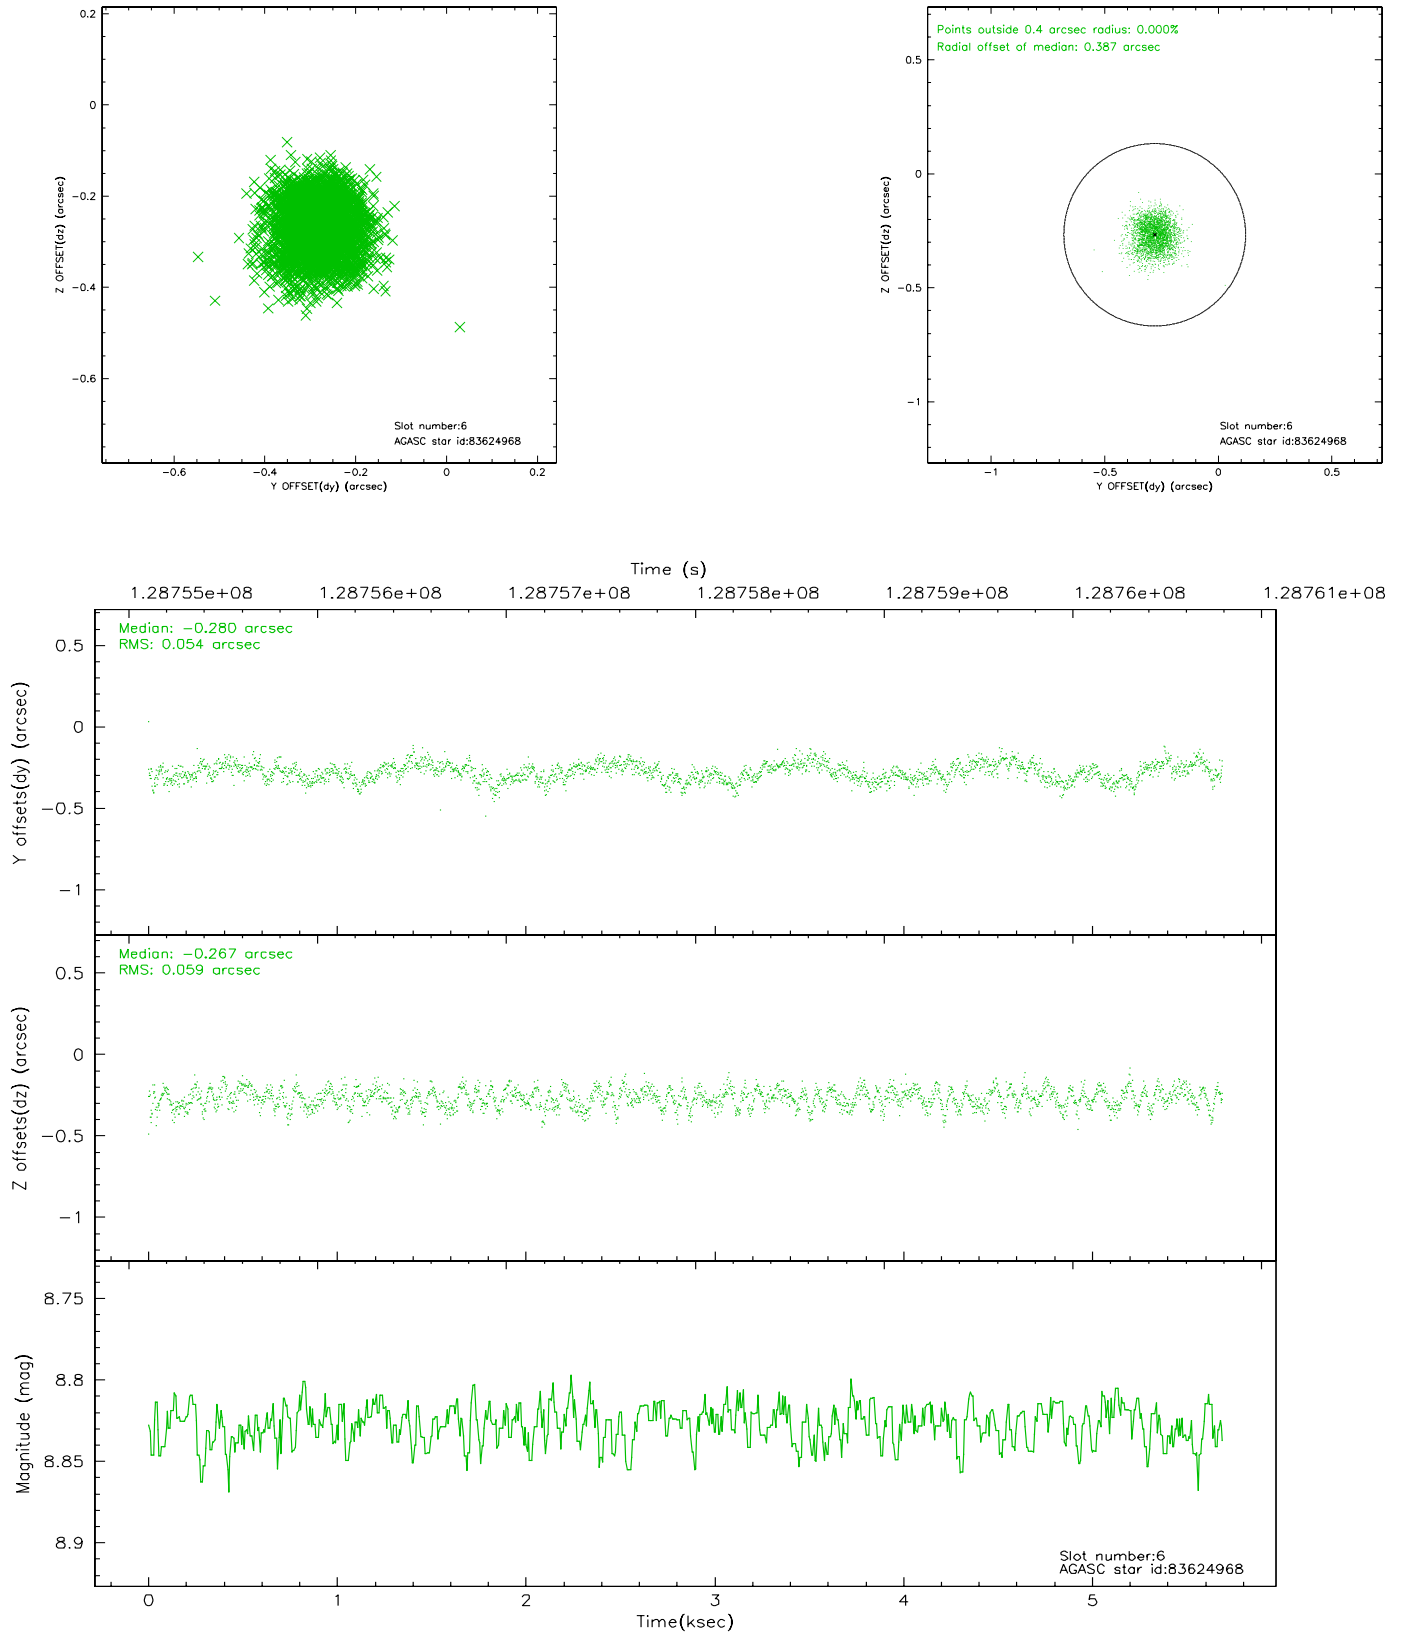 0.2
0
−0.2
−0.4
−0.6
Z OFFSET(dz) (arcsec)
Slot number:6
AGASC star id:83624968
−0.6 −0.4 −0.2 0 0.2
Y OFFSET(dy) (arcsec)
Points outside 0.4 arcsec radius: 0.000%
Radial offset of median: 0.387 arcsec
0.5
0
−0.5
−1
Z OFFSET(dz) (arcsec)
Slot number:6
AGASC star id:83624968
−1 −0.5 0 0.5
Y OFFSET(dy) (arcsec)
Time (s)
1.28755e+08 1.28756e+08 1.28757e+08 1.28758e+08 1.28759e+08 1.2876e+08 1.28761e+08
Median: −0.280 arcsec
RMS: 0.054 arcsec
0.5
0
−0.5
−1
Y offsets(dy) (arcsec)
Median: −0.267 arcsec
RMS: 0.059 arcsec
0.5
0
−0.5
−1
Z offsets(dz) (arcsec)
8.75
8.8
8.85
8.9
Magnitude (mag)
Slot number:6
AGASC star id:83624968
0 1 2 3 4 5
Time(ksec)